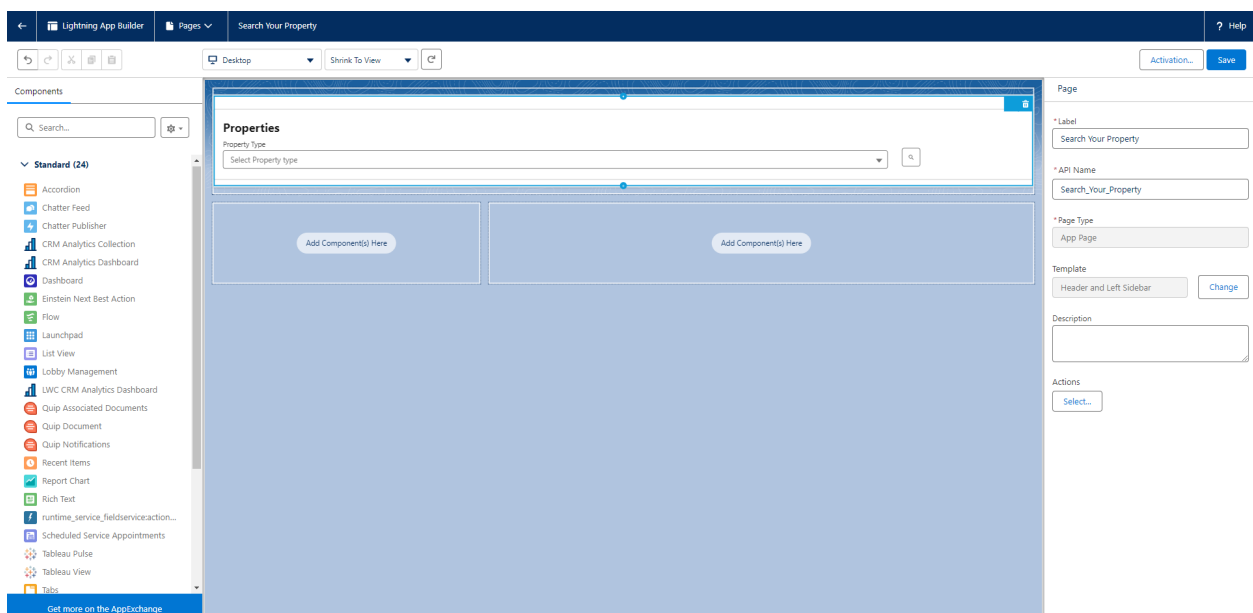 Lightning App Builder
Pages
Search Your Property
? Help
Desktop
Shrink To View
Activation...
Save
Components
Search...
Standard (24)
Accordion
Chatter Feed
Chatter Publisher
CRM Analytics Collection
CRM Analytics Dashboard
Dashboard
Einstein Next Best Action
Flow
Launchpad
List View
Lobby Management
LWC CRM Analytics Dashboard
Quip Associated Documents
Quip Document
Quip Notifications
Recent Items
Report Chart
Rich Text
runtime_service_fieldservice:action...
Scheduled Service Appointments
Tableau Pulse
Tableau View
Tabs
Get more on the AppExchange
Properties
Property Type
Select Property type
Add Component(s) Here
Add Component(s) Here
Page
*Label
Search Your Property
*API Name
Search_Your_Property
*Page Type
App Page
Template
Header and Left Sidebar
Change
Description
Actions
Select...